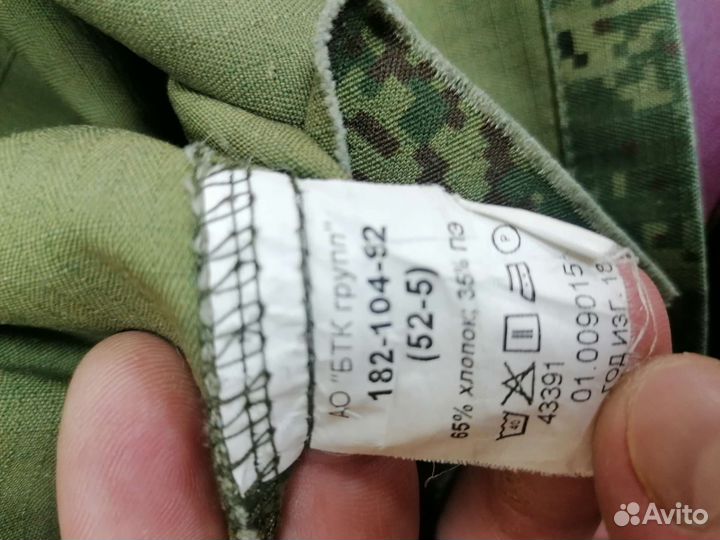 АО "БТК групп"
182-104-92
(52-5)
65% хлопок; 35% ПЭ
40 P
43391
01.009015-
год изг. 18
Avito